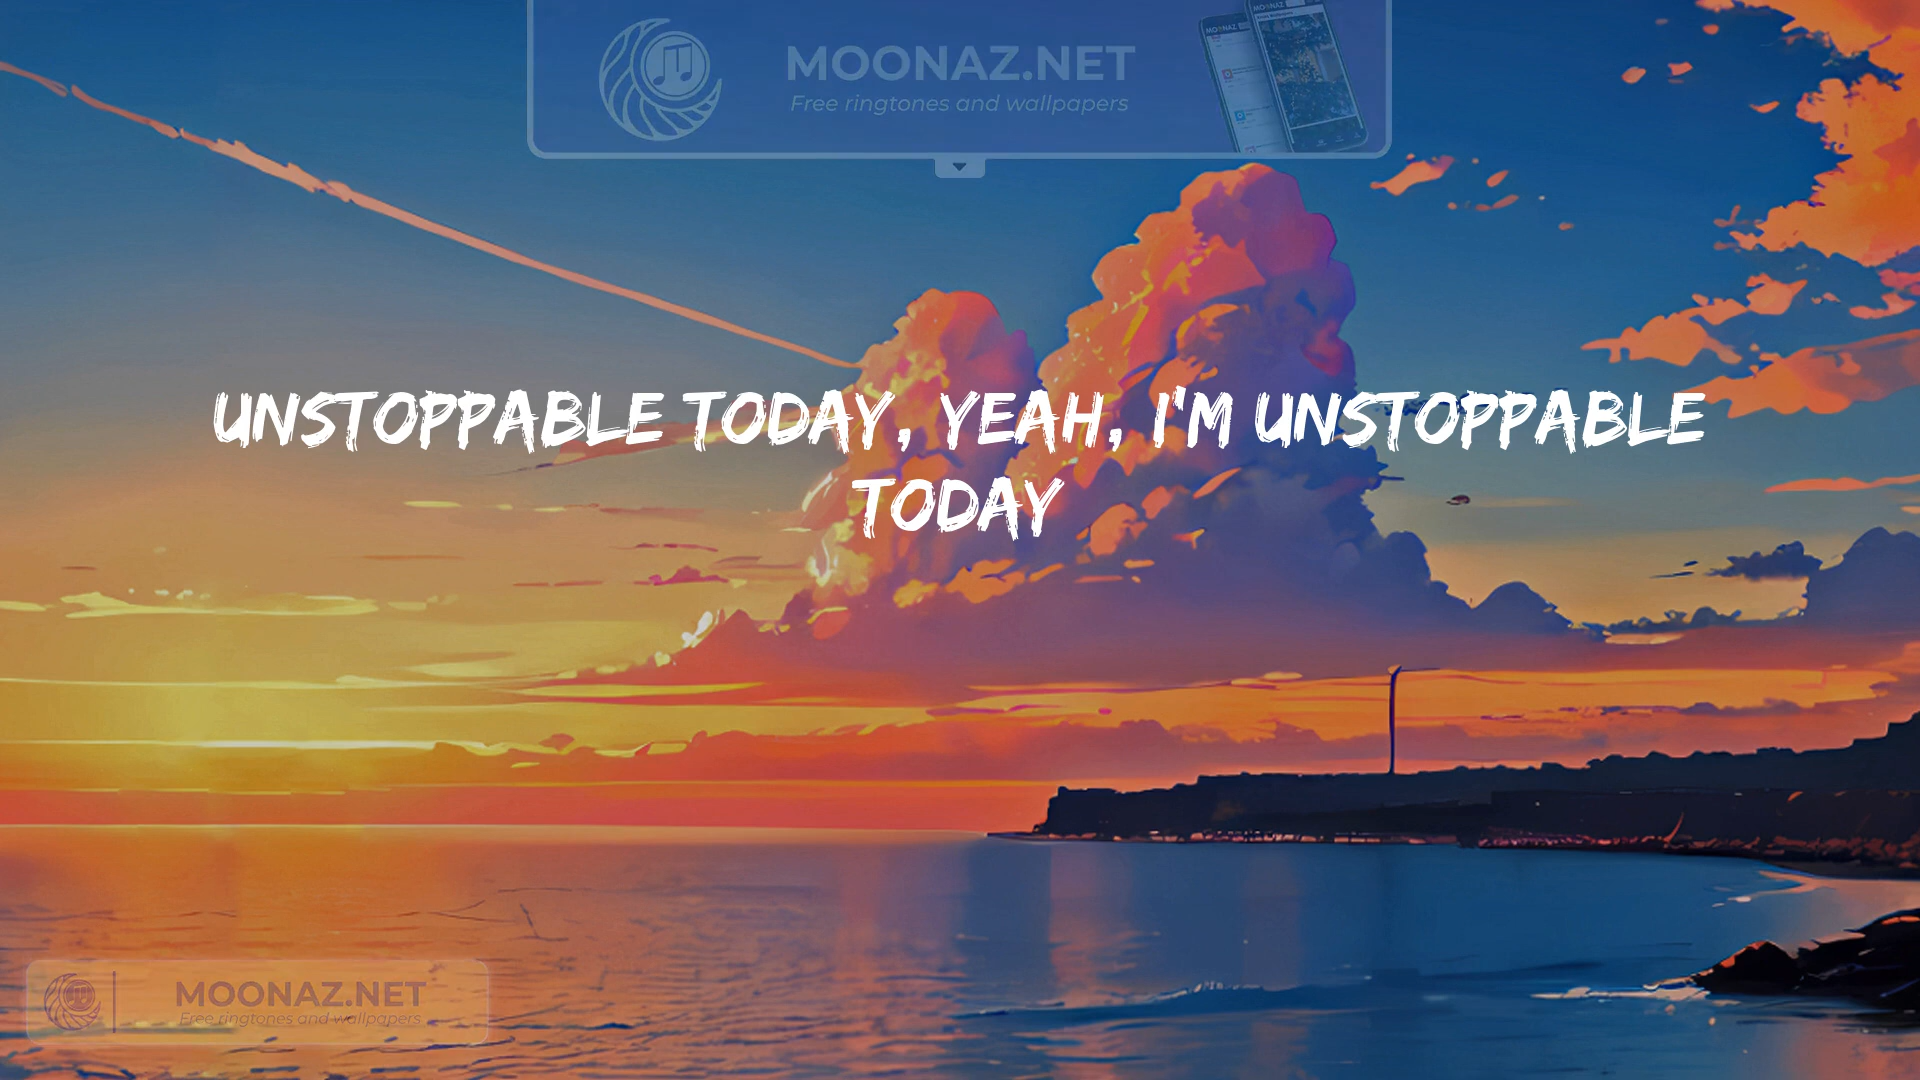 MOONAZ.NET
Free ringtones and wallpapers
UNSTOPPABLE TODAY, YEAH, I'M UNSTOPPABLE
TODAY
MOONAZ.NET
Free ringtones and wallpapers